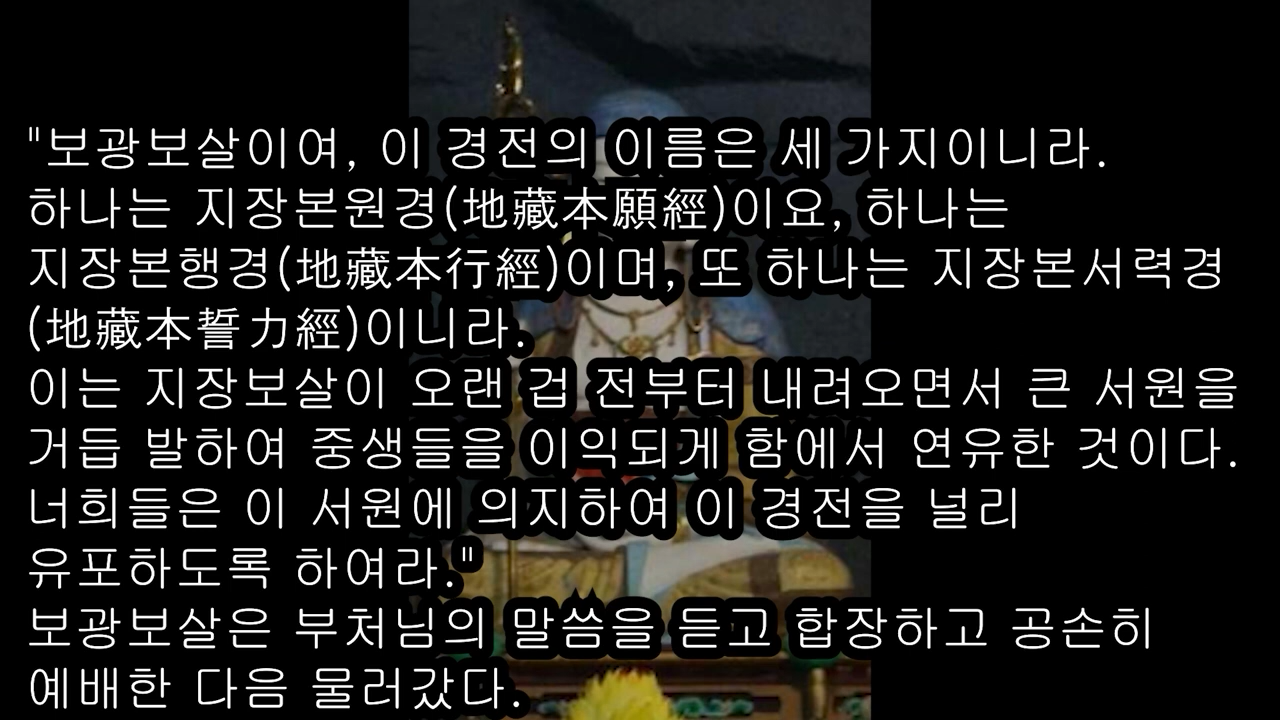 "보광보살이여, 이 경전의 이름은 세 가지이니라.
하나는 지장본원경(地藏本願經)이요, 하나는
지장본행경(地藏本行經)이며, 또 하나는 지장본서력경
(地藏本誓力經)이니라.
이는 지장보살이 오랜 겁 전부터 내려오면서 큰 서원을
거듭 발하여 중생들을 이익되게 함에서 연유한 것이다.
너희들은 이 서원에 의지하여 이 경전을 널리
유포하도록 하여라."
보광보살은 부처님의 말씀을 듣고 합장하고 공손히
예배한 다음 물러갔다.